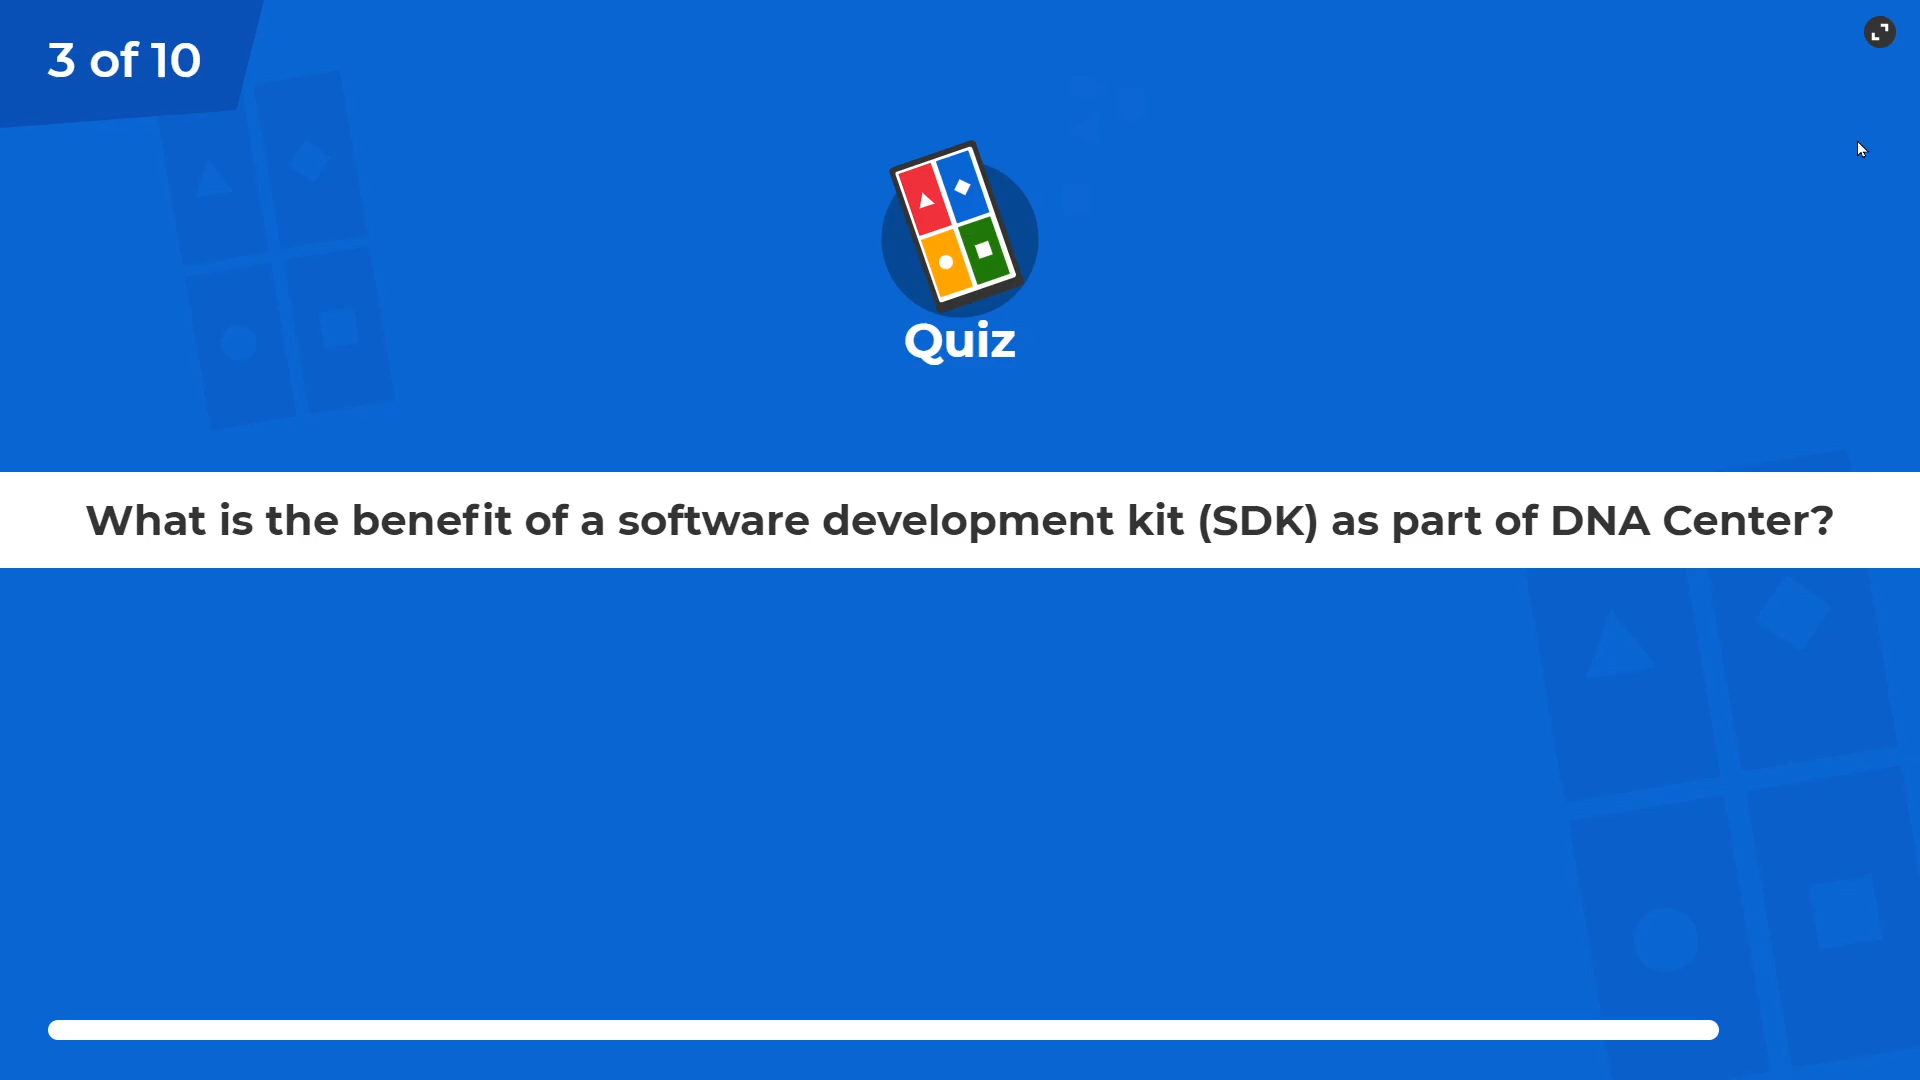 3 of 10
Quiz
What is the benefit of a software development kit (SDK) as part of DNA Center?